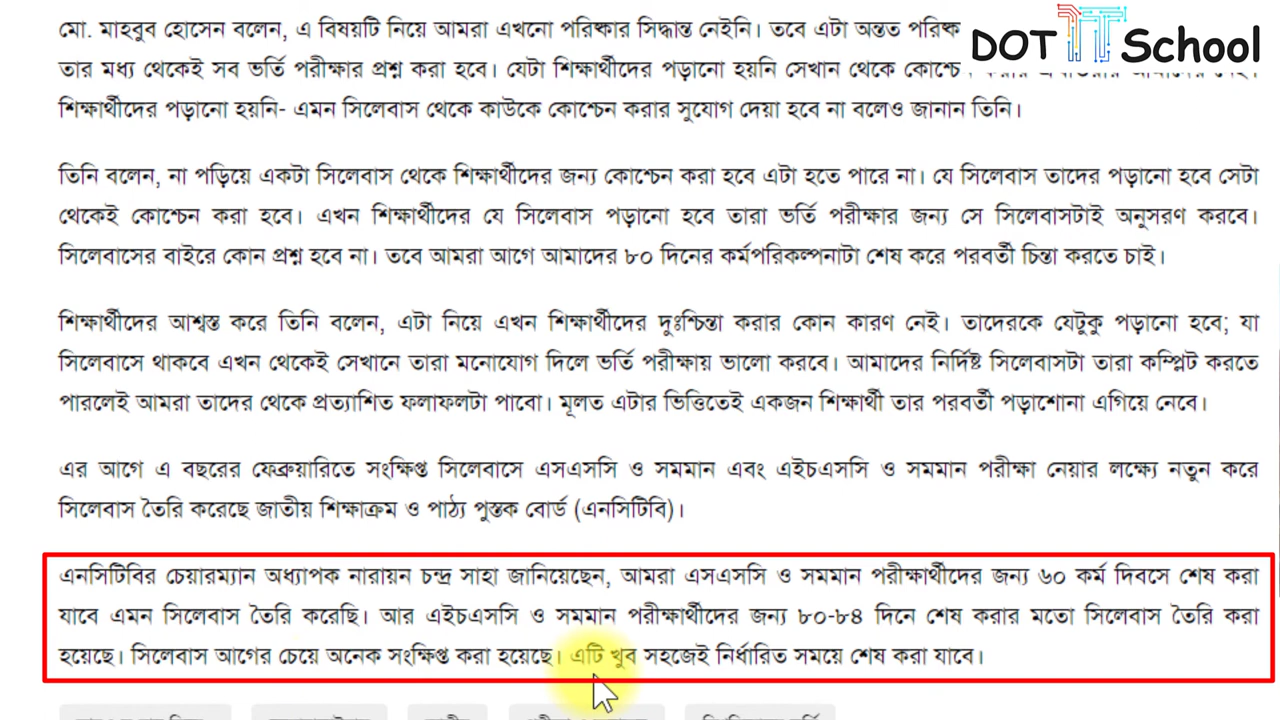 মো. মাহবুব হোসেন বলেন, এ বিষয়টি নিয়ে আমরা এখনো পরিষ্কার সিদ্ধান্ত নেইনি। তবে এটা অন্তত পরিষ্ক
DOT IT School
তার মধ্য থেকেই সব ভর্তি পরীক্ষার প্রশ্ন করা হবে। যেটা শিক্ষার্থীদের পড়ানো হয়নি সেখান থেকে কোশ্চেন
শিক্ষার্থীদের পড়ানো হয়নি- এমন সিলেবাস থেকে কাউকে কোশ্চেন করার সুযোগ দেয়া হবে না বলেও জানান তিনি।
তিনি বলেন, না পড়িয়ে একটা সিলেবাস থেকে শিক্ষার্থীদের জন্য কোশ্চেন করা হবে এটা হতে পারে না। যে সিলেবাস তাদের পড়ানো হবে সেটা
থেকেই কোশ্চেন করা হবে। এখন শিক্ষার্থীদের যে সিলেবাস পড়ানো হবে তারা ভর্তি পরীক্ষার জন্য সে সিলেবাসটাই অনুসরণ করবে।
সিলেবাসের বাইরে কোন প্রশ্ন হবে না। তবে আমরা আগে আমাদের ৮০ দিনের কর্মপরিকল্পনাটা শেষ করে পরবর্তী চিন্তা করতে চাই।
শিক্ষার্থীদের আশ্বস্ত করে তিনি বলেন, এটা নিয়ে এখন শিক্ষার্থীদের দুঃশ্চিন্তা করার কোন কারণ নেই। তাদেরকে যেটুকু পড়ানো হবে; যা
সিলেবাসে থাকবে এখন থেকেই সেখানে তারা মনোযোগ দিলে ভর্তি পরীক্ষায় ভালো করবে। আমাদের নির্দিষ্ট সিলেবাসটা তারা কম্প্লিট করতে
পারলেই আমরা তাদের থেকে প্রত্যাশিত ফলাফলটা পাবো। মূলত এটার ভিত্তিতেই একজন শিক্ষার্থী তার পরবর্তী পড়াশোনা এগিয়ে নেবে।
এর আগে এ বছরের ফেব্রুয়ারিতে সংক্ষিপ্ত সিলেবাসে এসএসসি ও সমমান এবং এইচএসসি ও সমমান পরীক্ষা নেয়ার লক্ষ্যে নতুন করে
সিলেবাস তৈরি করেছে জাতীয় শিক্ষাক্রম ও পাঠ্য পুস্তক বোর্ড (এনসিটিবি)।
এনসিটিবির চেয়ারম্যান অধ্যাপক নারায়ন চন্দ্র সাহা জানিয়েছেন, আমরা এসএসসি ও সমমান পরীক্ষার্থীদের জন্য ৬০ কর্ম দিবসে শেষ করা
যাবে এমন সিলেবাস তৈরি করেছি। আর এইচএসসি ও সমমান পরীক্ষার্থীদের জন্য ৮০-৮৪ দিনে শেষ করার মতো সিলেবাস তৈরি করা
হয়েছে। সিলেবাস আগের চেয়ে অনেক সংক্ষিপ্ত করা হয়েছে। এটি খুব সহজেই নির্ধারিত সময়ে শেষ করা যাবে।